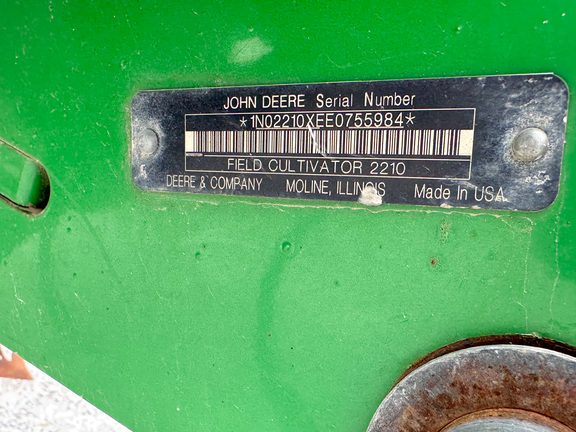 JOHN DEERE Serial Number
*1N02210XEE0755984*
FIELD CULTIVATOR 2210
DEERE & COMPANY MOLINE, ILLINOIS Made In USA